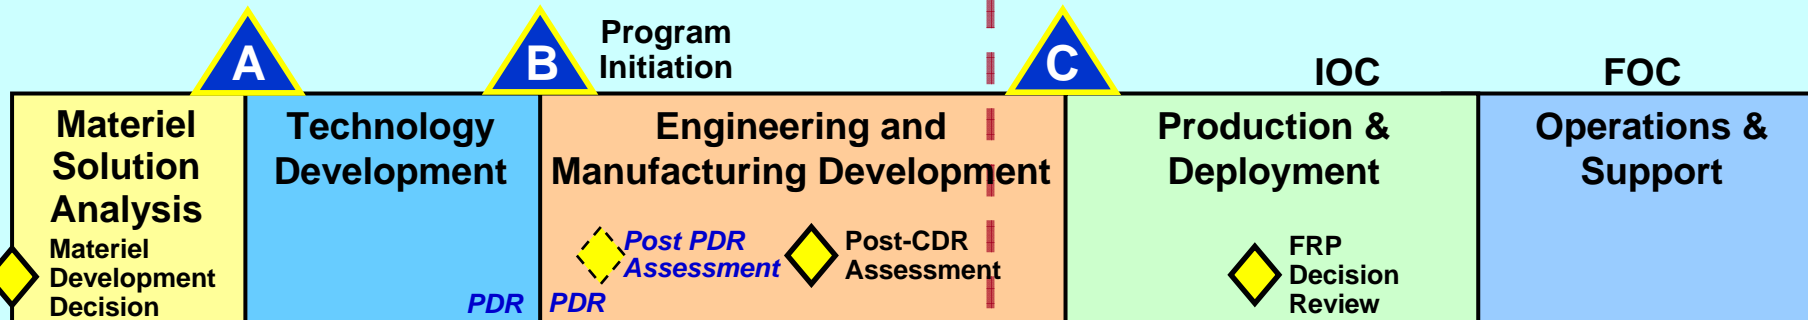 A
B
Program
Initiation
C
IOC
FOC
Materiel
Solution
Analysis
Materiel
Development
Decision
Technology
Development
PDR
Engineering and
Manufacturing Development
Post PDR
Assessment
Post-CDR
Assessment
PDR
Production &
Deployment
FRP
Decision
Review
Operations &
Support